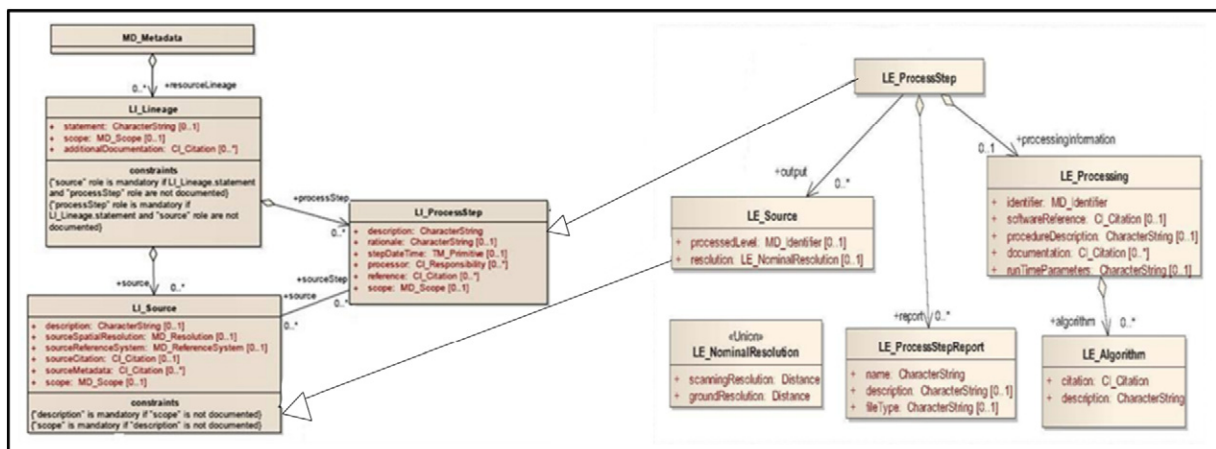 MD_Metadata
0..*
+resourceLineage
LI_Lineage
+ statement: CharacterString [0..1]
+ scope: MD_Scope [0..1]
+ additionalDocumentation: CI_Citation [0..*]
constraints
{"source" role is mandatory if LI_Lineage.statement
and "processStep" role are not documented}
{"processStep" role is mandatory if
LI_Lineage.statement and "source" role are not
documented}
+processStep
0..*
+source
0..*
LI_ProcessStep
+ description: CharacterString
+ rationale: CharacterString [0..1]
+ stepDateTime: TM_Primitive [0..1]
+ processor: CI_Responsibility [0..*]
+ reference: CI_Citation [0..*]
+ scope: MD_Scope [0..1]
+sourceStep
0..*
+source
0..*
LI_Source
+ description: CharacterString [0..1]
+ sourceSpatialResolution: MD_Resolution [0..1]
+ sourceReferenceSystem: MD_ReferenceSystem [0..1]
+ sourceCitation: CI_Citation [0..1]
+ sourceMetadata: CI_Citation [0..*]
+ scope: MD_Scope [0..1]
constraints
{"description" is mandatory if "scope" is not documented}
{"scope" is mandatory if "description" is not documented}
LE_ProcessStep
+processingInformation
0..1
+output
0..*
LE_Source
+ processedLevel: MD_Identifier [0..1]
+ resolution: LE_NominalResolution [0..1]
LE_Processing
+ identifier: MD_Identifier
+ softwareReference: CI_Citation [0..1]
+ procedureDescription: CharacterString [0..1]
+ documentation: CI_Citation [0..*]
+ runTimeParameters: CharacterString [0..1]
«Union»
LE_NominalResolution
+ scanningResolution: Distance
+ groundResolution: Distance
+report
0..*
LE_ProcessStepReport
+ name: CharacterString
+ description: CharacterString [0..1]
+ fileType: CharacterString [0..1]
+algorithm
0..*
LE_Algorithm
+ citation: CI_Citation
+ description: CharacterString